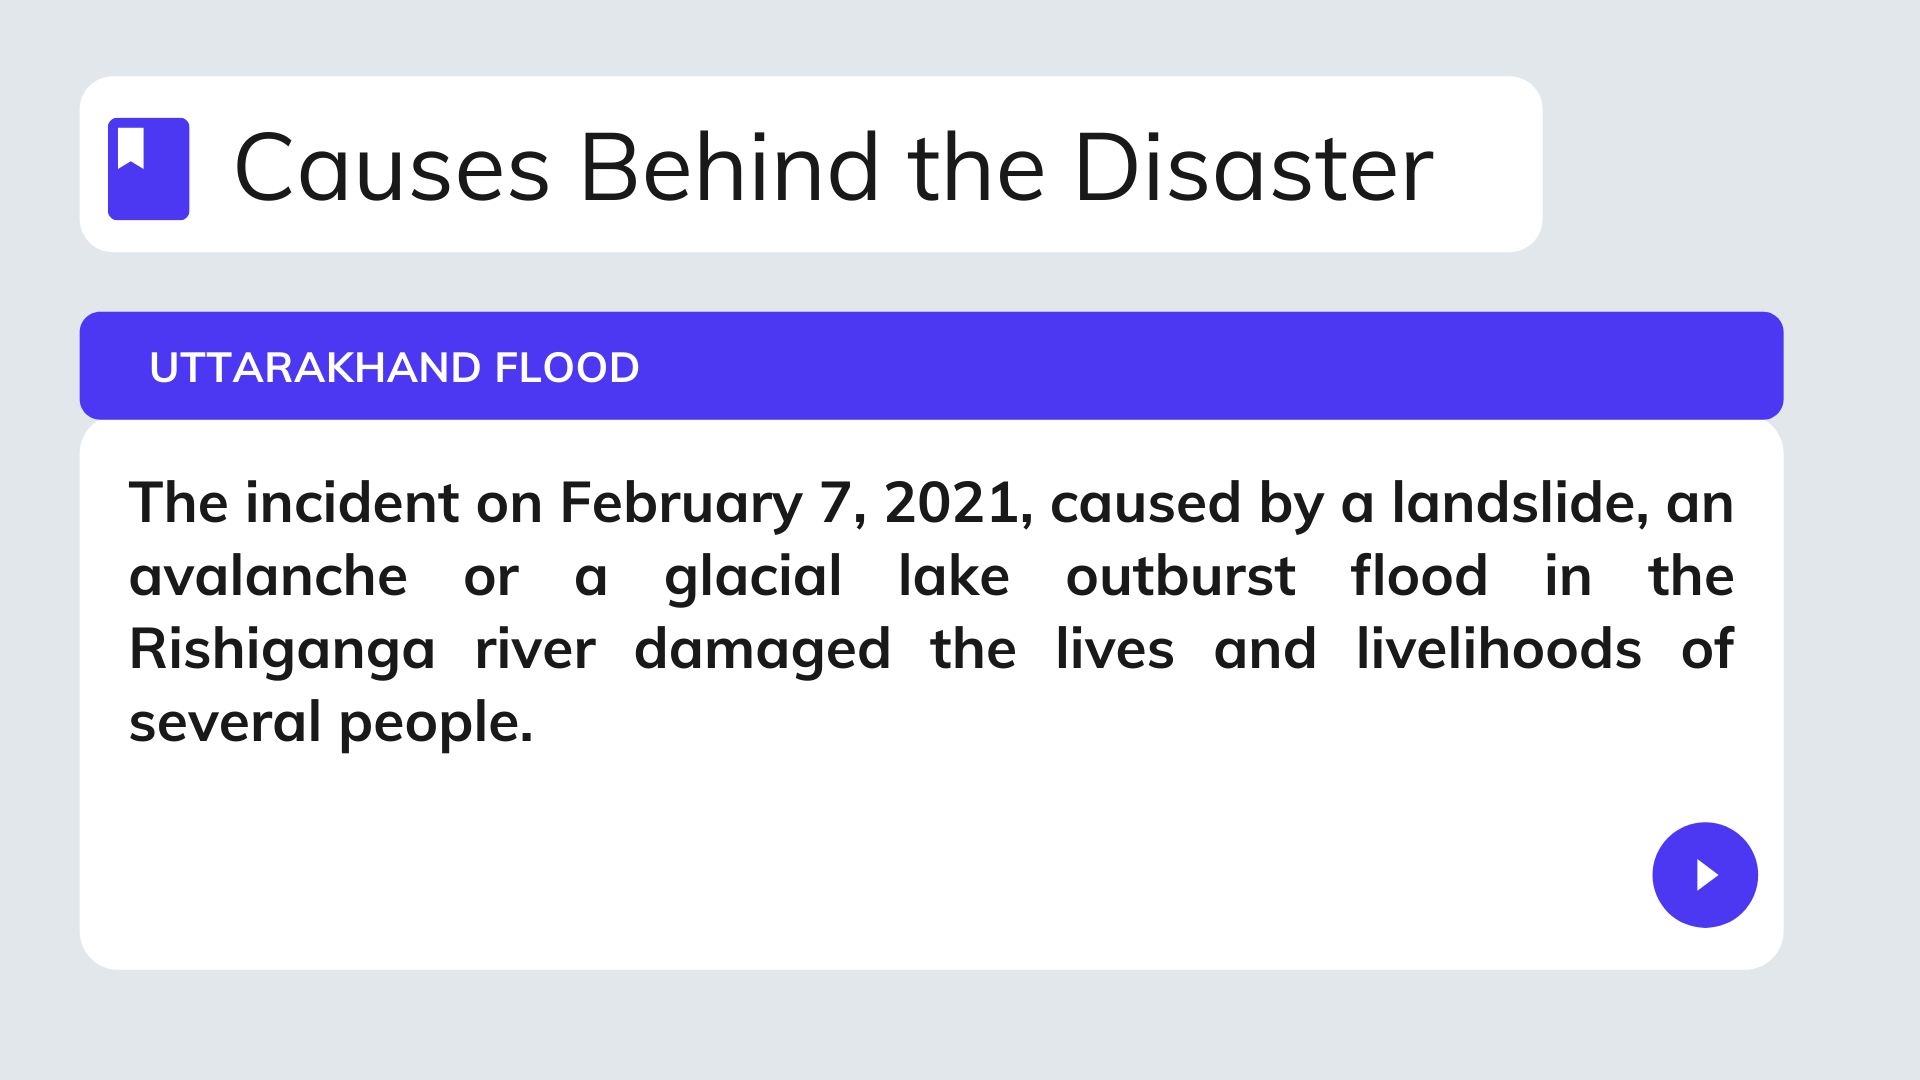 Causes Behind the Disaster
UTTARAKHAND FLOOD
The incident on February 7, 2021, caused by a landslide, an
avalanche or a glacial lake outburst flood in the
Rishiganga river damaged the lives and livelihoods of
several people.